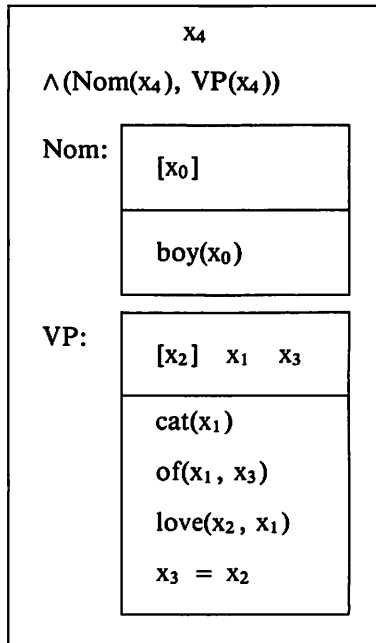 x₄
∧(Nom(x₄), VP(x₄))
Nom:
[x₀]
boy(x₀)
VP:
[x₂] x₁ x₃
cat(x₁)
of(x₁, x₃)
love(x₂, x₁)
x₃ = x₂